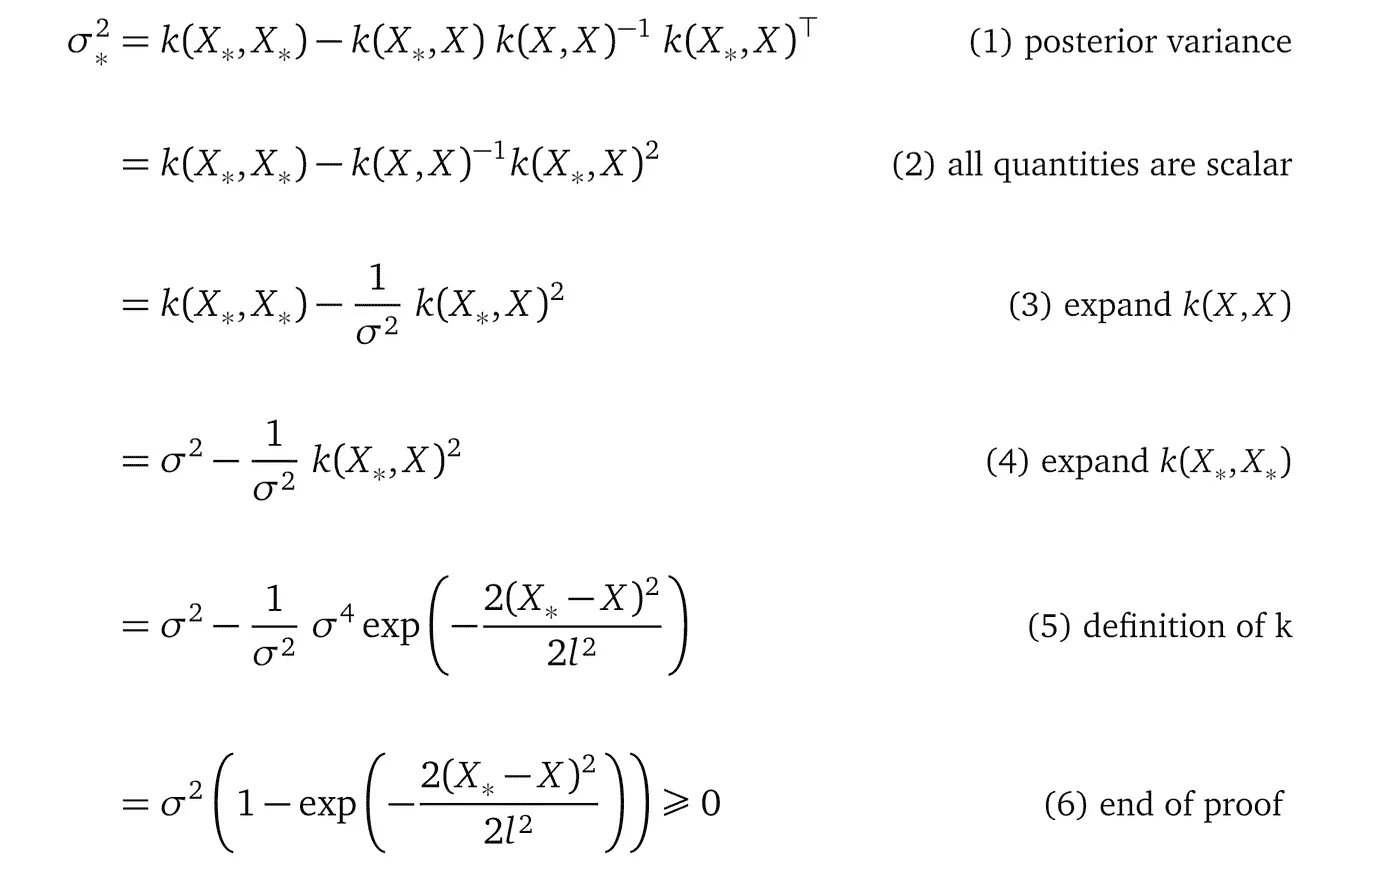 σ²_∗ = k(X_∗,X_∗) − k(X_∗,X) k(X,X)⁻¹ k(X_∗,X)^⊤ (1) posterior variance
= k(X_∗,X_∗) − k(X,X)⁻¹k(X_∗,X)² (2) all quantities are scalar
= k(X_∗,X_∗) − 1/σ² k(X_∗,X)² (3) expand k(X,X)
= σ² − 1/σ² k(X_∗,X)² (4) expand k(X_∗,X_∗)
= σ² − 1/σ² σ⁴ exp(−2(X_∗−X)²/2l²) (5) definition of k
= σ²(1 − exp(−2(X_∗−X)²/2l²)) ⩾ 0 (6) end of proof